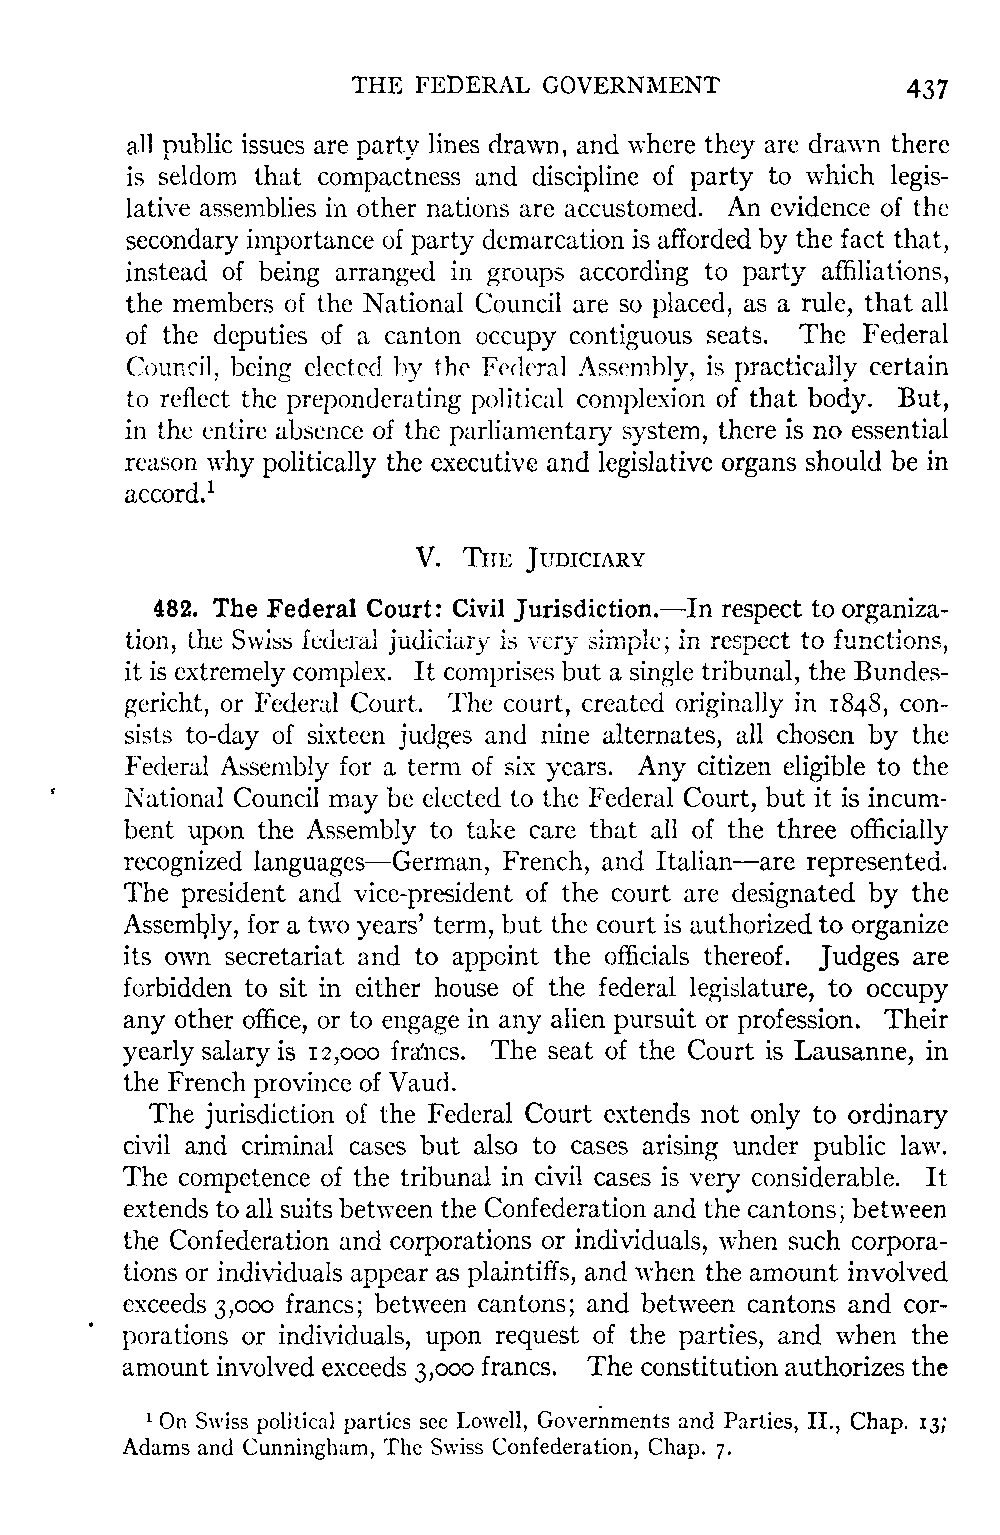 THE FEDERAL GOVERNMENT 437
all public issues are party lines drawn, and where they are drawn there
is seldom that compactness and discipline of party to which legis-
lative assemblies in other nations are accustomed. An evidence of the
secondary importance of party demarcation is afforded by the fact that,
instead of being arranged in groups according to party affiliations,
the members of the National Council are so placed, as a rule, that all
of the deputies of a canton occupy contiguous seats. The Federal
Council, being elected by the Federal Assembly, is practically certain
to reflect the preponderating political complexion of that body. But,
in the entire absence of the parliamentary system, there is no essential
reason why politically the executive and legislative organs should be in
accord.¹
V. The Judiciary
482. The Federal Court: Civil Jurisdiction.—In respect to organiza-
tion, the Swiss federal judiciary is very simple; in respect to functions,
it is extremely complex. It comprises but a single tribunal, the Bundes-
gericht, or Federal Court. The court, created originally in 1848, con-
sists to-day of sixteen judges and nine alternates, all chosen by the
Federal Assembly for a term of six years. Any citizen eligible to the
National Council may be elected to the Federal Court, but it is incum-
bent upon the Assembly to take care that all of the three officially
recognized languages—German, French, and Italian—are represented.
The president and vice-president of the court are designated by the
Assembly, for a two years' term, but the court is authorized to organize
its own secretariat and to appoint the officials thereof. Judges are
forbidden to sit in either house of the federal legislature, to occupy
any other office, or to engage in any alien pursuit or profession. Their
yearly salary is 12,000 francs. The seat of the Court is Lausanne, in
the French province of Vaud.
The jurisdiction of the Federal Court extends not only to ordinary
civil and criminal cases but also to cases arising under public law.
The competence of the tribunal in civil cases is very considerable. It
extends to all suits between the Confederation and the cantons; between
the Confederation and corporations or individuals, when such corpora-
tions or individuals appear as plaintiffs, and when the amount involved
exceeds 3,000 francs; between cantons; and between cantons and cor-
porations or individuals, upon request of the parties, and when the
amount involved exceeds 3,000 francs. The constitution authorizes the
¹ On Swiss political parties see Lowell, Governments and Parties, II., Chap. 13;
Adams and Cunningham, The Swiss Confederation, Chap. 7.